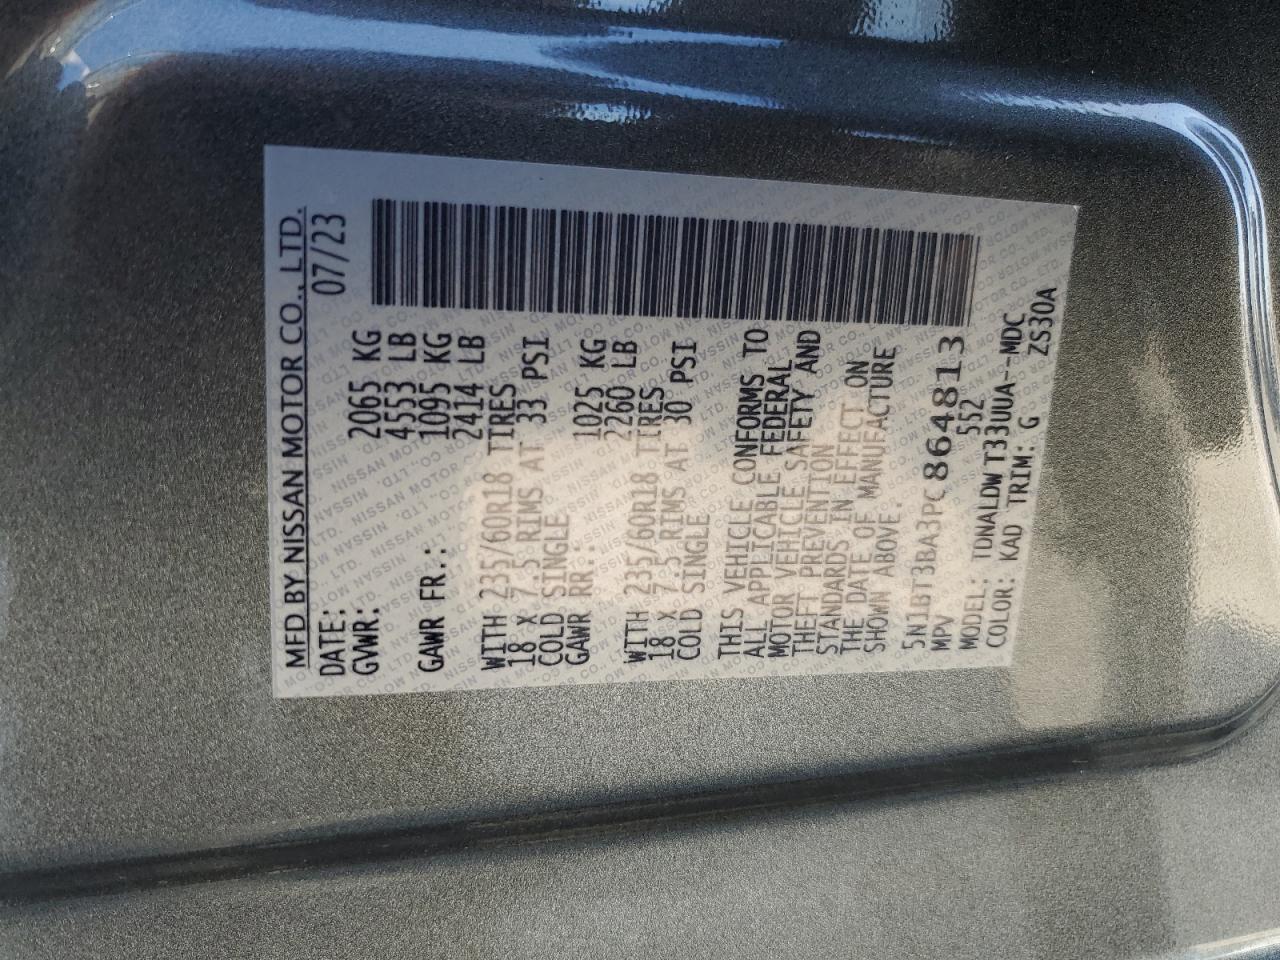 MFD BY NISSAN MOTOR CO., LTD.
DATE: 07/23
GVWR: 2065 KG
4553 LB
GAWR FR.: 1095 KG
2414 LB
WITH 235/60R18 TIRES
18 X 7.5 RIMS AT 33 PSI
COLD SINGLE
GAWR RR.: 1025 KG
2260 LB
WITH 235/60R18 TIRES
18 X 7.5 RIMS AT 30 PSI
COLD SINGLE
THIS VEHICLE CONFORMS TO
ALL APPLICABLE FEDERAL
MOTOR VEHICLE SAFETY AND
THEFT PREVENTION
STANDARDS IN EFFECT ON
THE DATE OF MANUFACTURE
SHOWN ABOVE.
5N1BT3BA3PC864813
MPV 552
MODEL: TDNALDWT33UUA--MDC
COLOR: KAD TRIM: G ZS30A